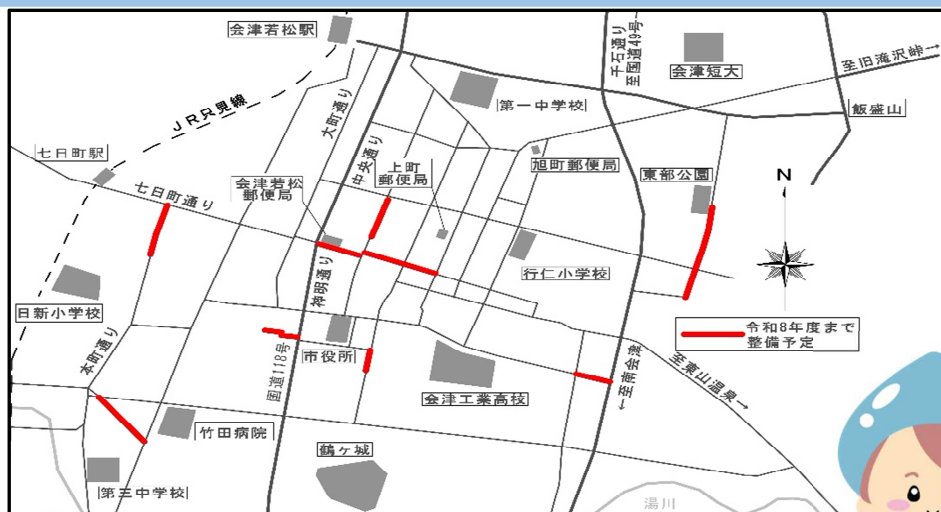 会津若松駅
千石通り
至国道49号→
会津短大
至旧滝沢峠→
JR只見線
大町通り
第一中学校
飯盛山
七日町駅
中央通り
上町
郵便局
旭町郵便局
会津若松
郵便局
東部公園
七日町通り
N
行仁小学校
日新小学校
神明通り
令和8年度まで
整備予定
本町通り
国道118号
市役所
会津工業高校
←至南会津
至東山温泉→
竹田病院
鶴ヶ城
第三中学校
湯川